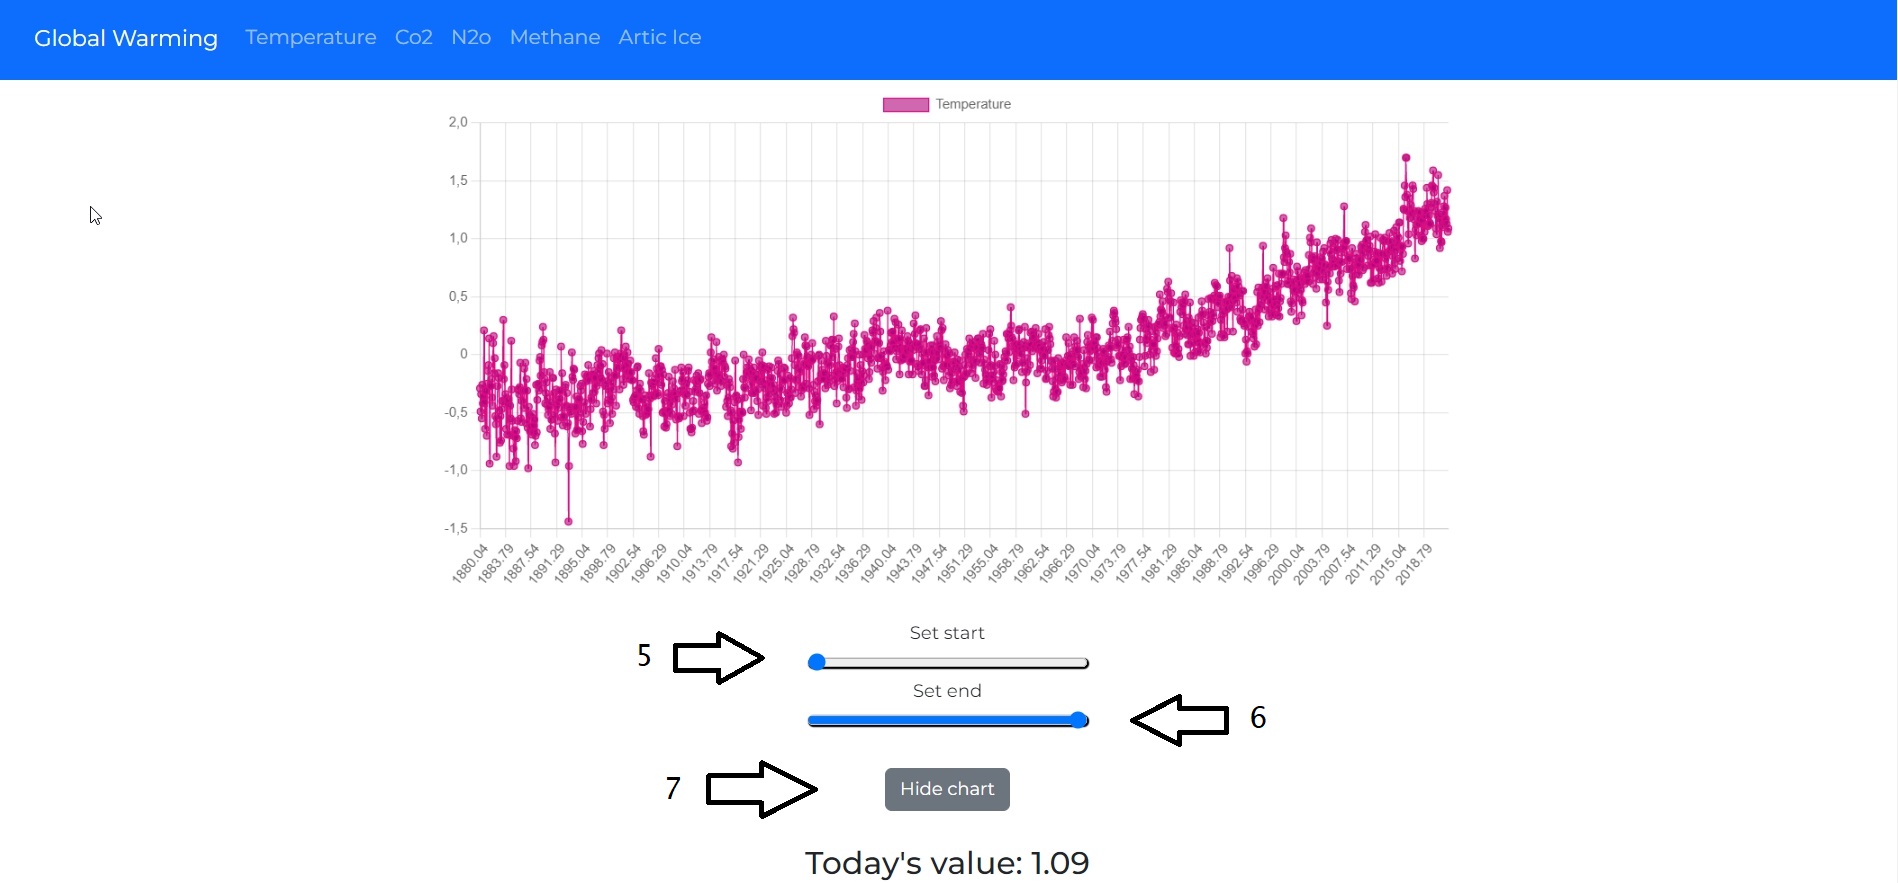 Global Warming Temperature Co2 N2o Methane Artic Ice
Temperature
2,0
1,5
1,0
0,5
0
-0,5
-1,0
-1,5
1880.04 1883.79 1887.54 1891.29 1895.04 1898.79 1902.54 1906.29 1910.04 1913.79 1917.54 1921.29 1925.04 1928.79 1932.54 1936.29 1940.04 1943.79 1947.54 1951.29 1955.04 1958.79 1962.54 1966.29 1970.04 1973.79 1977.54 1981.29 1985.04 1988.79 1992.54 1996.29 2000.04 2003.79 2007.54 2011.29 2015.04 2018.79
Set start
5
Set end
6
7 Hide chart
Today's value: 1.09